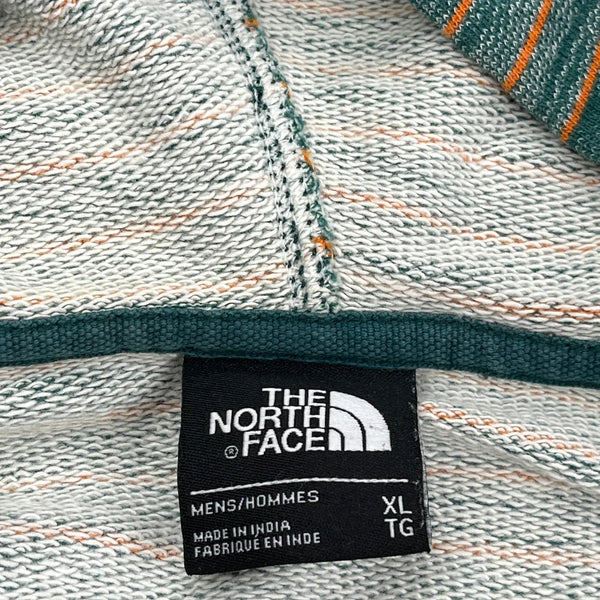 THE
NORTH
® FACE
MENS/HOMMES XL
TG
MADE IN INDIA
FABRIQUÉ EN INDE